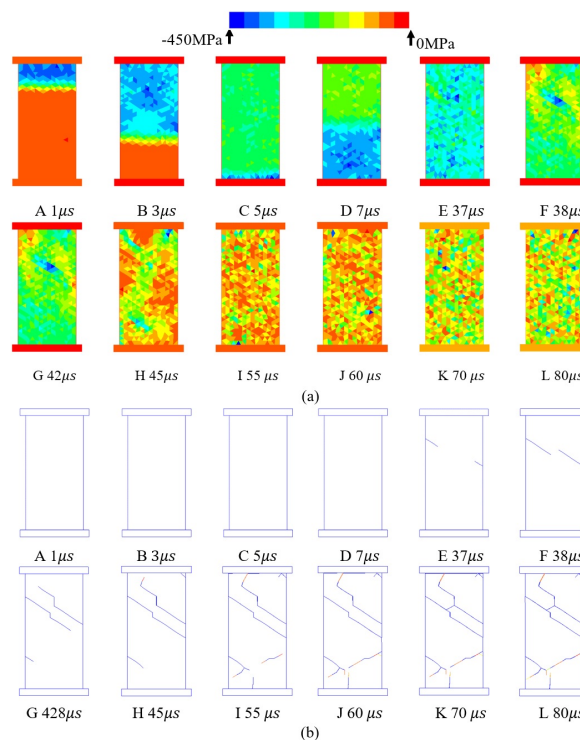 -450MPa 0MPa
A 1μs B 3μs C 5μs D 7μs E 37μs F 38μs
G 42μs H 45μs I 55 μs J 60 μs K 70 μs L 80μs
(a)
A 1μs B 3μs C 5μs D 7μs E 37μs F 38μs
G 428μs H 45μs I 55 μs J 60 μs K 70 μs L 80μs
(b)